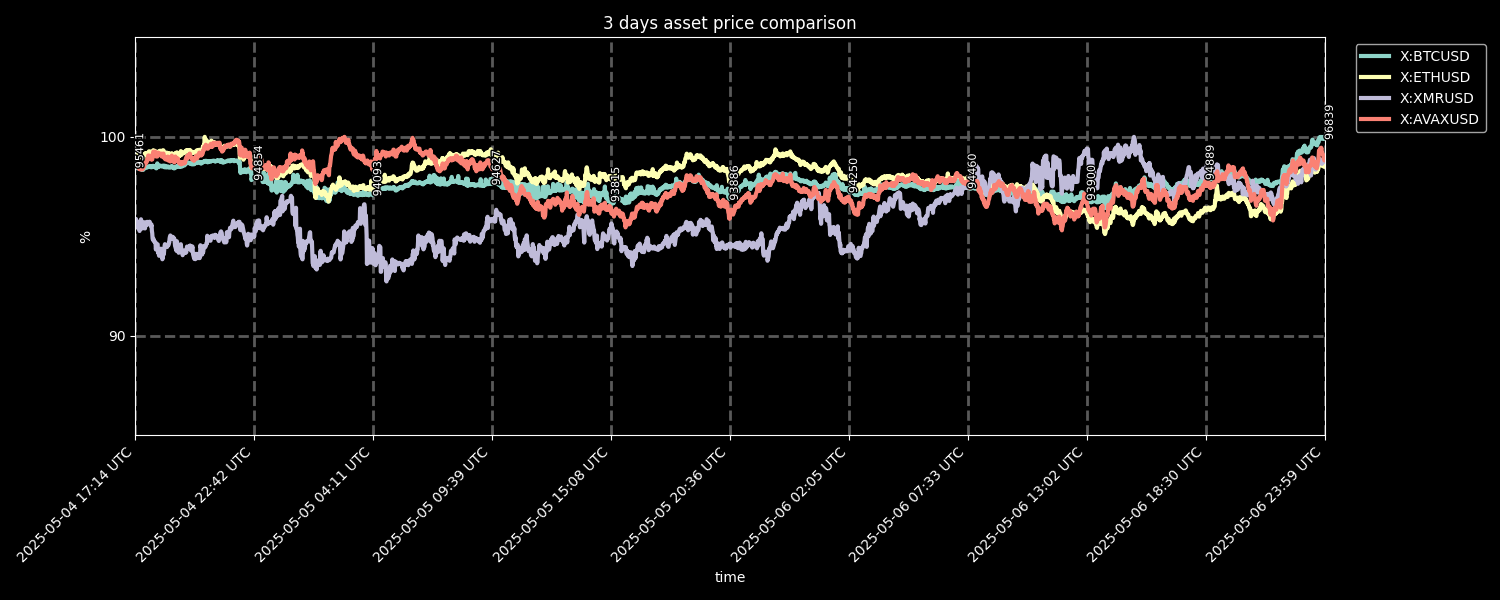 3 days asset price comparison
X:BTCUSD
X:ETHUSD
X:XMRUSD
X:AVAXUSD
100
90
%
95461
94854
94093
94627
93886
94250
94460
93900
94889
96839
2025-05-04 17:14 UTC
2025-05-04 22:42 UTC
2025-05-05 04:11 UTC
2025-05-05 09:39 UTC
2025-05-05 15:08 UTC
2025-05-05 20:36 UTC
2025-05-06 02:05 UTC
2025-05-06 07:33 UTC
2025-05-06 13:02 UTC
2025-05-06 18:30 UTC
2025-05-06 23:59 UTC
time